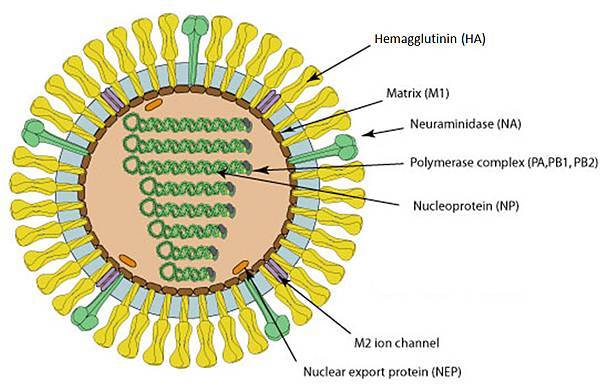 Hemagglutinin (HA)
Matrix (M1)
Neuraminidase (NA)
Polymerase complex (PA,PB1, PB2)
Nucleoprotein (NP)
M2 ion channel
Nuclear export protein (NEP)